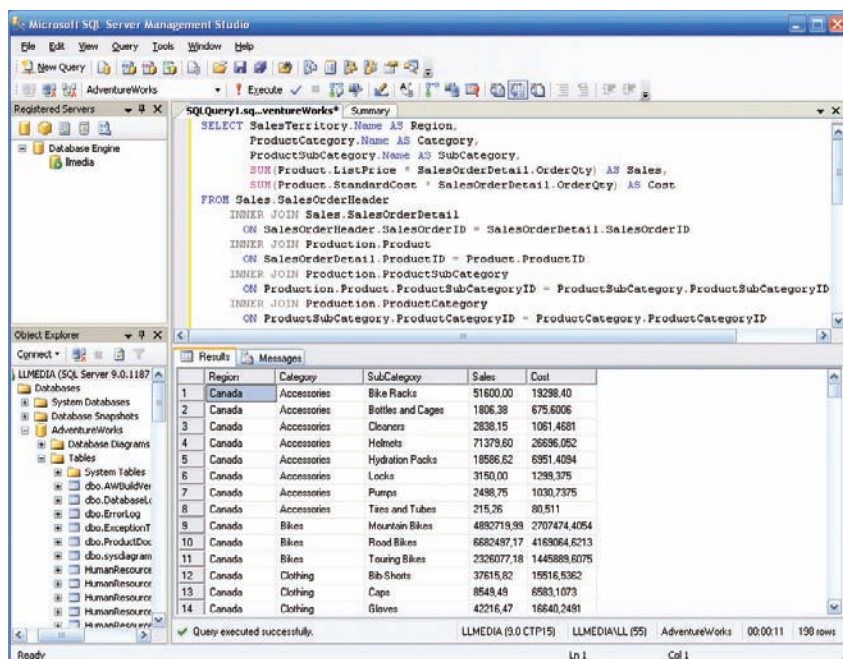 Microsoft SQL Server Management Studio
File Edit View Query Tools Window Help
New Query
AdventureWorks Execute
Registered Servers
Database Engine
llmedia
SQLQuery1.sq...ventureWorks* Summary
SELECT SalesTerritory.Name AS Region,
ProductCategory.Name AS Category,
ProductSubCategory.Name AS SubCategory,
SUM(Product.ListPrice * SalesOrderDetail.OrderQty) AS Sales,
SUM(Product.StandardCost * SalesOrderDetail.OrderQty) AS Cost
FROM Sales.SalesOrderHeader
INNER JOIN Sales.SalesOrderDetail
ON SalesOrderHeader.SalesOrderID = SalesOrderDetail.SalesOrderID
INNER JOIN Production.Product
ON SalesOrderDetail.ProductID = Product.ProductID
INNER JOIN Production.ProductSubCategory
ON Production.Product.ProductSubCategoryID = ProductSubCategory.ProductSubCategoryID
INNER JOIN Production.ProductCategory
ON ProductSubCategory.ProductCategoryID = ProductCategory.ProductCategoryID
Object Explorer
Connect
LLMEDIA (SQL Server 9.0.1187
Databases
System Databases
Database Snapshots
AdventureWorks
Database Diagrams
Tables
System Tables
dbo.AWBuildVer
dbo.DatabaseLo
dbo.ErrorLog
dbo.ExceptionT
dbo.ProductDoc
dbo.sysdiagram
HumanResource
HumanResource
HumanResource
HumanResource
Results Messages
Region Category SubCategory Sales Cost
1 Canada Accessories Bike Racks 51600,00 19298,40
2 Canada Accessories Bottles and Cages 1806,38 675,6006
3 Canada Accessories Cleaners 2838,15 1061,4681
4 Canada Accessories Helmets 71379,60 26696,052
5 Canada Accessories Hydration Packs 18586,62 6951,4094
6 Canada Accessories Locks 3150,00 1299,375
7 Canada Accessories Pumps 2498,75 1030,7375
8 Canada Accessories Tires and Tubes 215,26 80,511
9 Canada Bikes Mountain Bikes 4892719,99 2707474,4054
10 Canada Bikes Road Bikes 6682497,17 4169064,6213
11 Canada Bikes Touring Bikes 2326077,18 1445889,6075
12 Canada Clothing Bib-Shorts 37615,82 15516,5362
13 Canada Clothing Caps 8549,49 6583,1073
14 Canada Clothing Gloves 42216,47 16640,2491
Query executed successfully. LLMEDIA (9.0 CTP15) LLMEDIA\LL (55) AdventureWorks 00:00:11 198 rows
Ready Ln 1 Col 1